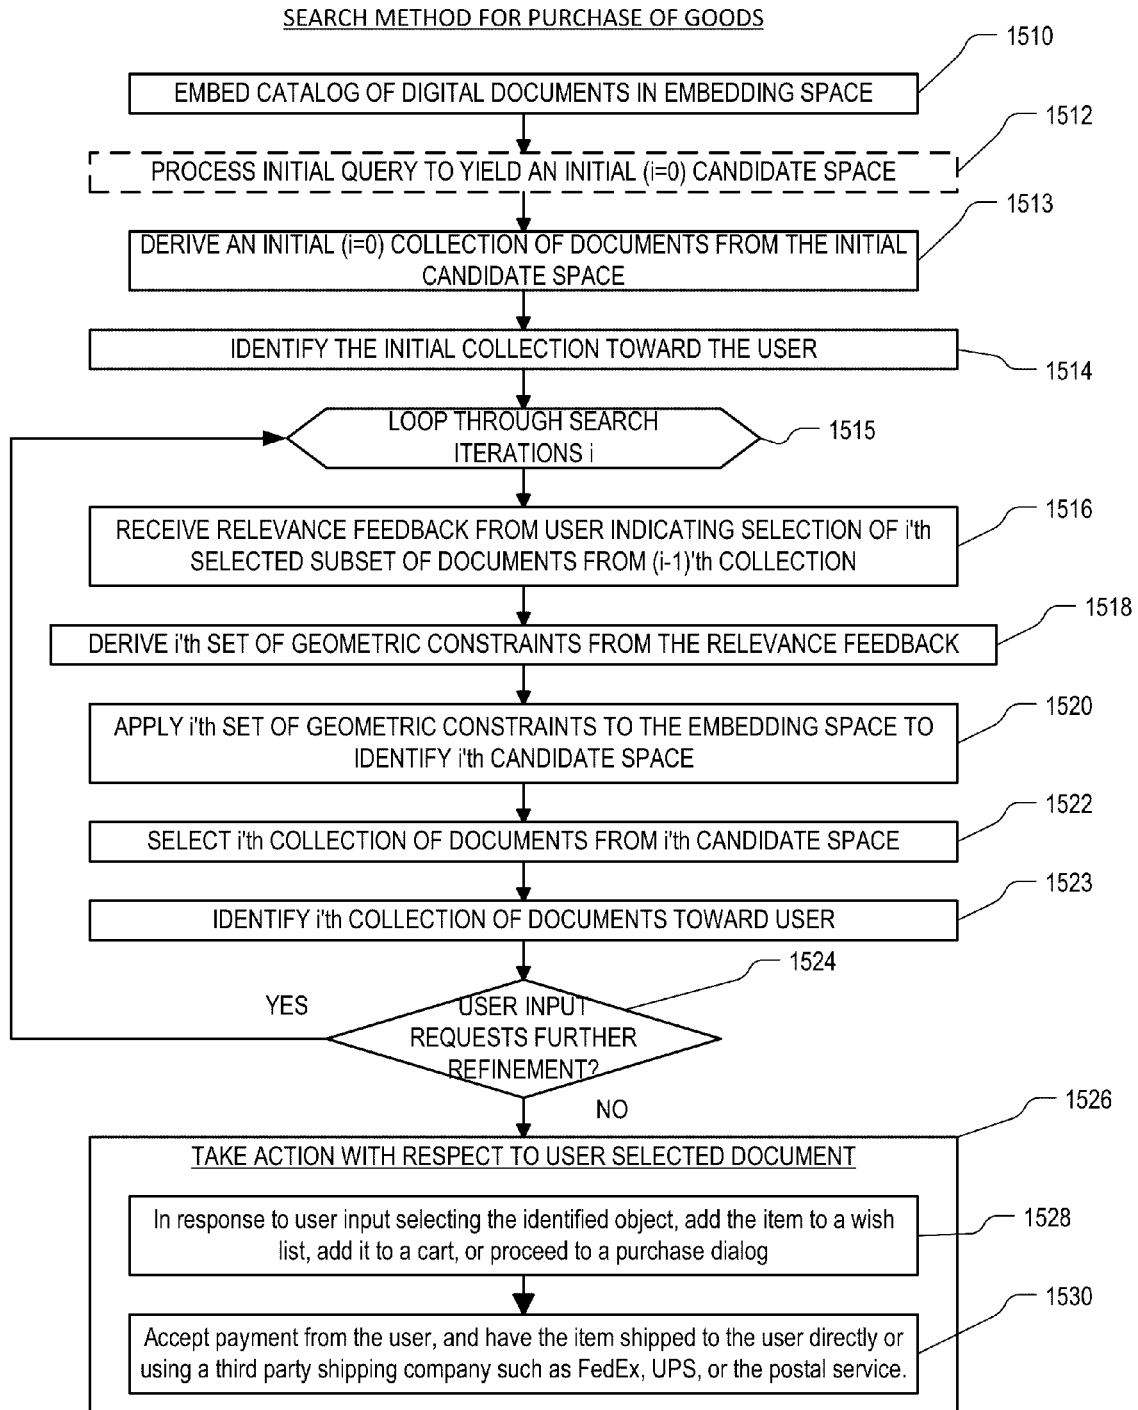 SEARCH METHOD FOR PURCHASE OF GOODS
1510
EMBED CATALOG OF DIGITAL DOCUMENTS IN EMBEDDING SPACE
1512
PROCESS INITIAL QUERY TO YIELD AN INITIAL (i=0) CANDIDATE SPACE
1513
DERIVE AN INITIAL (i=0) COLLECTION OF DOCUMENTS FROM THE INITIAL
CANDIDATE SPACE
IDENTIFY THE INITIAL COLLECTION TOWARD THE USER
1514
LOOP THROUGH SEARCH
ITERATIONS i
1515
RECEIVE RELEVANCE FEEDBACK FROM USER INDICATING SELECTION OF i'th
SELECTED SUBSET OF DOCUMENTS FROM (i-1)'th COLLECTION
1516
1518
DERIVE i'th SET OF GEOMETRIC CONSTRAINTS FROM THE RELEVANCE FEEDBACK
1520
APPLY i'th SET OF GEOMETRIC CONSTRAINTS TO THE EMBEDDING SPACE TO
IDENTIFY i'th CANDIDATE SPACE
1522
SELECT i'th COLLECTION OF DOCUMENTS FROM i'th CANDIDATE SPACE
1523
IDENTIFY i'th COLLECTION OF DOCUMENTS TOWARD USER
1524
YES
USER INPUT
REQUESTS FURTHER
REFINEMENT?
NO
1526
TAKE ACTION WITH RESPECT TO USER SELECTED DOCUMENT
In response to user input selecting the identified object, add the item to a wish
list, add it to a cart, or proceed to a purchase dialog
1528
1530
Accept payment from the user, and have the item shipped to the user directly or
using a third party shipping company such as FedEx, UPS, or the postal service.